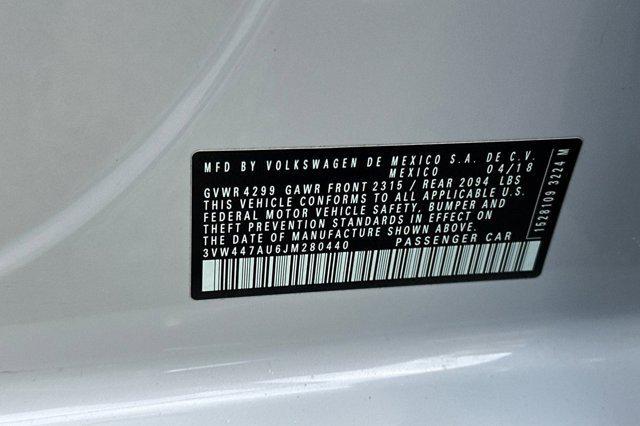 MFD BY VOLKSWAGEN DE MEXICO S.A. DE C.V.
MEXICO 04/18
GVWR 4299 GAWR FRONT 2315 / REAR 2094 LBS
THIS VEHICLE CONFORMS TO ALL APPLICABLE U.S.
FEDERAL MOTOR VEHICLE SAFETY, BUMPER AND
THEFT PREVENTION STANDARDS IN EFFECT ON
THE DATE OF MANUFACTURE SHOWN ABOVE.
3VW447AU6JM280440 PASSENGER CAR
1528109 3224 M